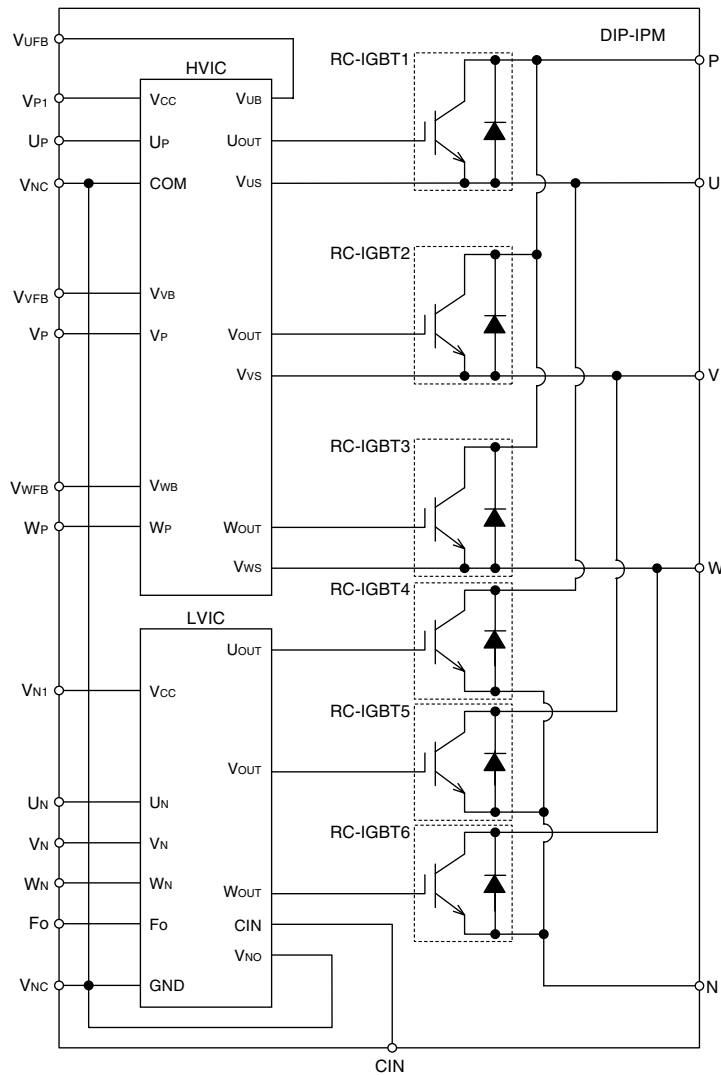 DIP-IPM
VUFB
HVIC
RC-IGBT1
P
VP1
VCC
VUB
UP
UP
UOUT
VNC
COM
VUS
U
RC-IGBT2
VVFB
VVB
VP
VP
VOUT
VVS
V
RC-IGBT3
VWFB
VWB
WP
WP
WOUT
VWS
W
RC-IGBT4
LVIC
UOUT
VN1
VCC
RC-IGBT5
VOUT
UN
UN
VN
VN
RC-IGBT6
WN
WN
WOUT
Fo
Fo
CIN
VNO
VNC
GND
N
CIN